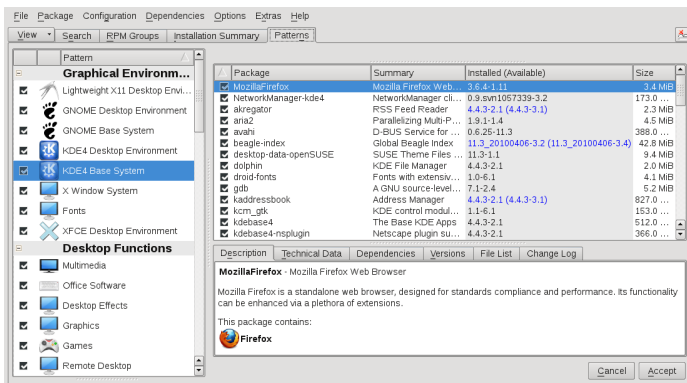 File Package Configuration Dependencies Options Extras Help
View Search RPM Groups Installation Summary Patterns
Pattern
Graphical Environm...
Lightweight X11 Desktop Envi...
GNOME Desktop Environment
GNOME Base System
KDE4 Desktop Environment
KDE4 Base System
X Window System
Fonts
XFCE Desktop Environment
Desktop Functions
Multimedia
Office Software
Desktop Effects
Graphics
Games
Remote Desktop
Package Summary Installed (Available) Size
MozillaFirefox Mozilla Firefox Web... 3.6.4-1.11 3.4 MiB
NetworkManager-kde4 NetworkManager cli... 0.9.svn1057339-3.2 173.0 ...
akregator RSS Feed Reader 4.4.3-2.1 (4.4.3-3.1) 2.3 MiB
aria2 Parallelizing Multi-P... 1.9.1-1.4 4.5 MiB
avahi D-BUS Service for ... 0.6.25-11.3 388.0 ...
beagle-index Global Beagle Index 11.3_20100406-3.2 (11.3_20100406-3.4) 42.8 MiB
desktop-data-openSUSE SUSE Theme Files ... 11.3-1.1 9.4 MiB
dolphin KDE File Manager 4.4.3-2.1 2.0 MiB
droid-fonts Fonts with extensiv... 1.0-6.1 4.1 MiB
gdb A GNU source-level... 7.1-2.4 5.2 MiB
kaddressbook Address Manager 4.4.3-2.1 (4.4.3-3.1) 827.0 ...
kcm_gtk KDE control modul... 1.1-6.1 153.0 ...
kdebase4 The Base KDE Apps 4.4.3-2.1 512.0 ...
kdebase4-nsplugin Netscape plugin su... 4.4.3-2.1 366.0 ...
Description Technical Data Dependencies Versions File List Change Log
MozillaFirefox - Mozilla Firefox Web Browser
Mozilla Firefox is a standalone web browser, designed for standards compliance and performance. Its functionality
can be enhanced via a plethora of extensions.
This package contains:
Firefox
Cancel Accept